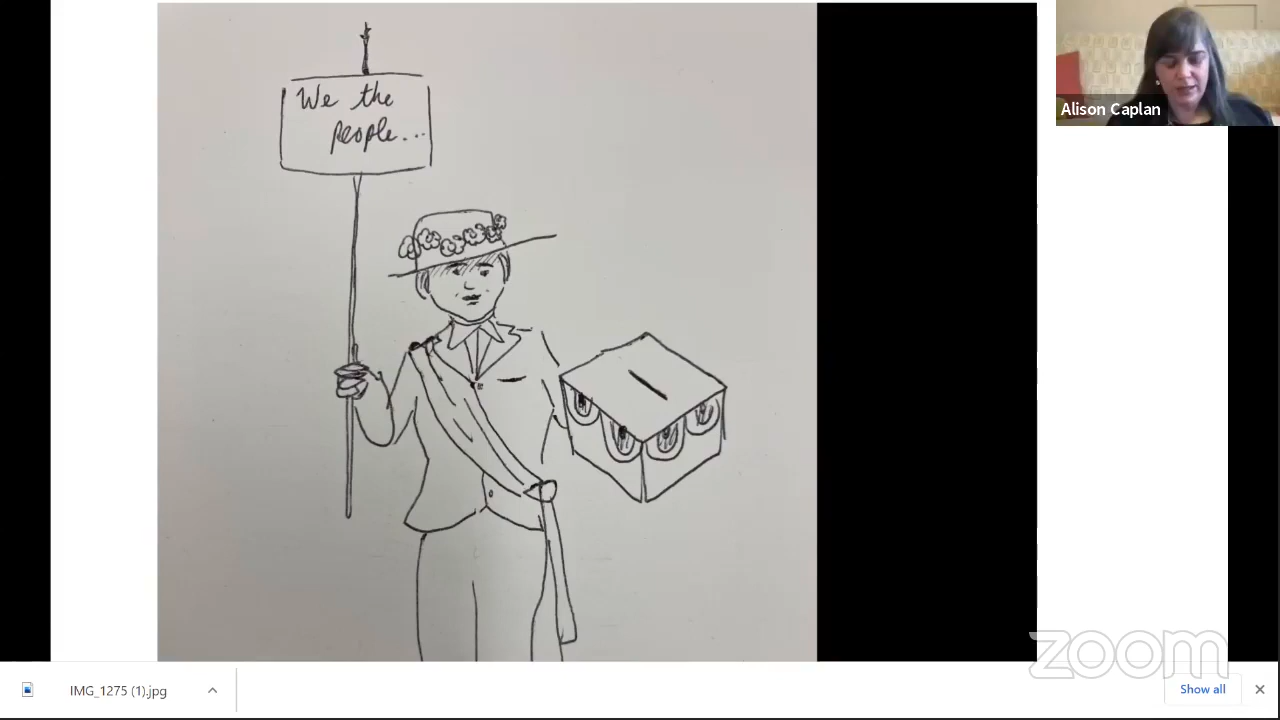 We the
people...
Alison Caplan
zoom
IMG_1275 (1).jpg
Show all